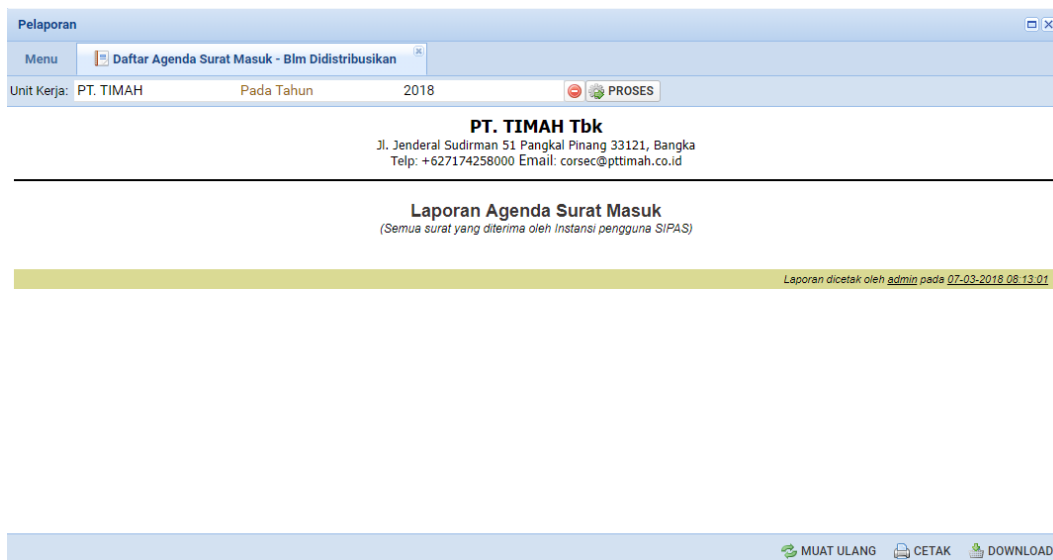 Pelaporan
Menu Daftar Agenda Surat Masuk - Blm Didistribusikan
Unit Kerja: PT. TIMAH Pada Tahun 2018 PROSES
PT. TIMAH Tbk
Jl. Jenderal Sudirman 51 Pangkal Pinang 33121, Bangka
Telp: +627174258000 Email: corsec@pttimah.co.id
Laporan Agenda Surat Masuk
(Semua surat yang diterima oleh Instansi pengguna SIPAS)
Laporan dicetak oleh admin pada 07-03-2018 08:13:01
MUAT ULANG CETAK DOWNLOAD